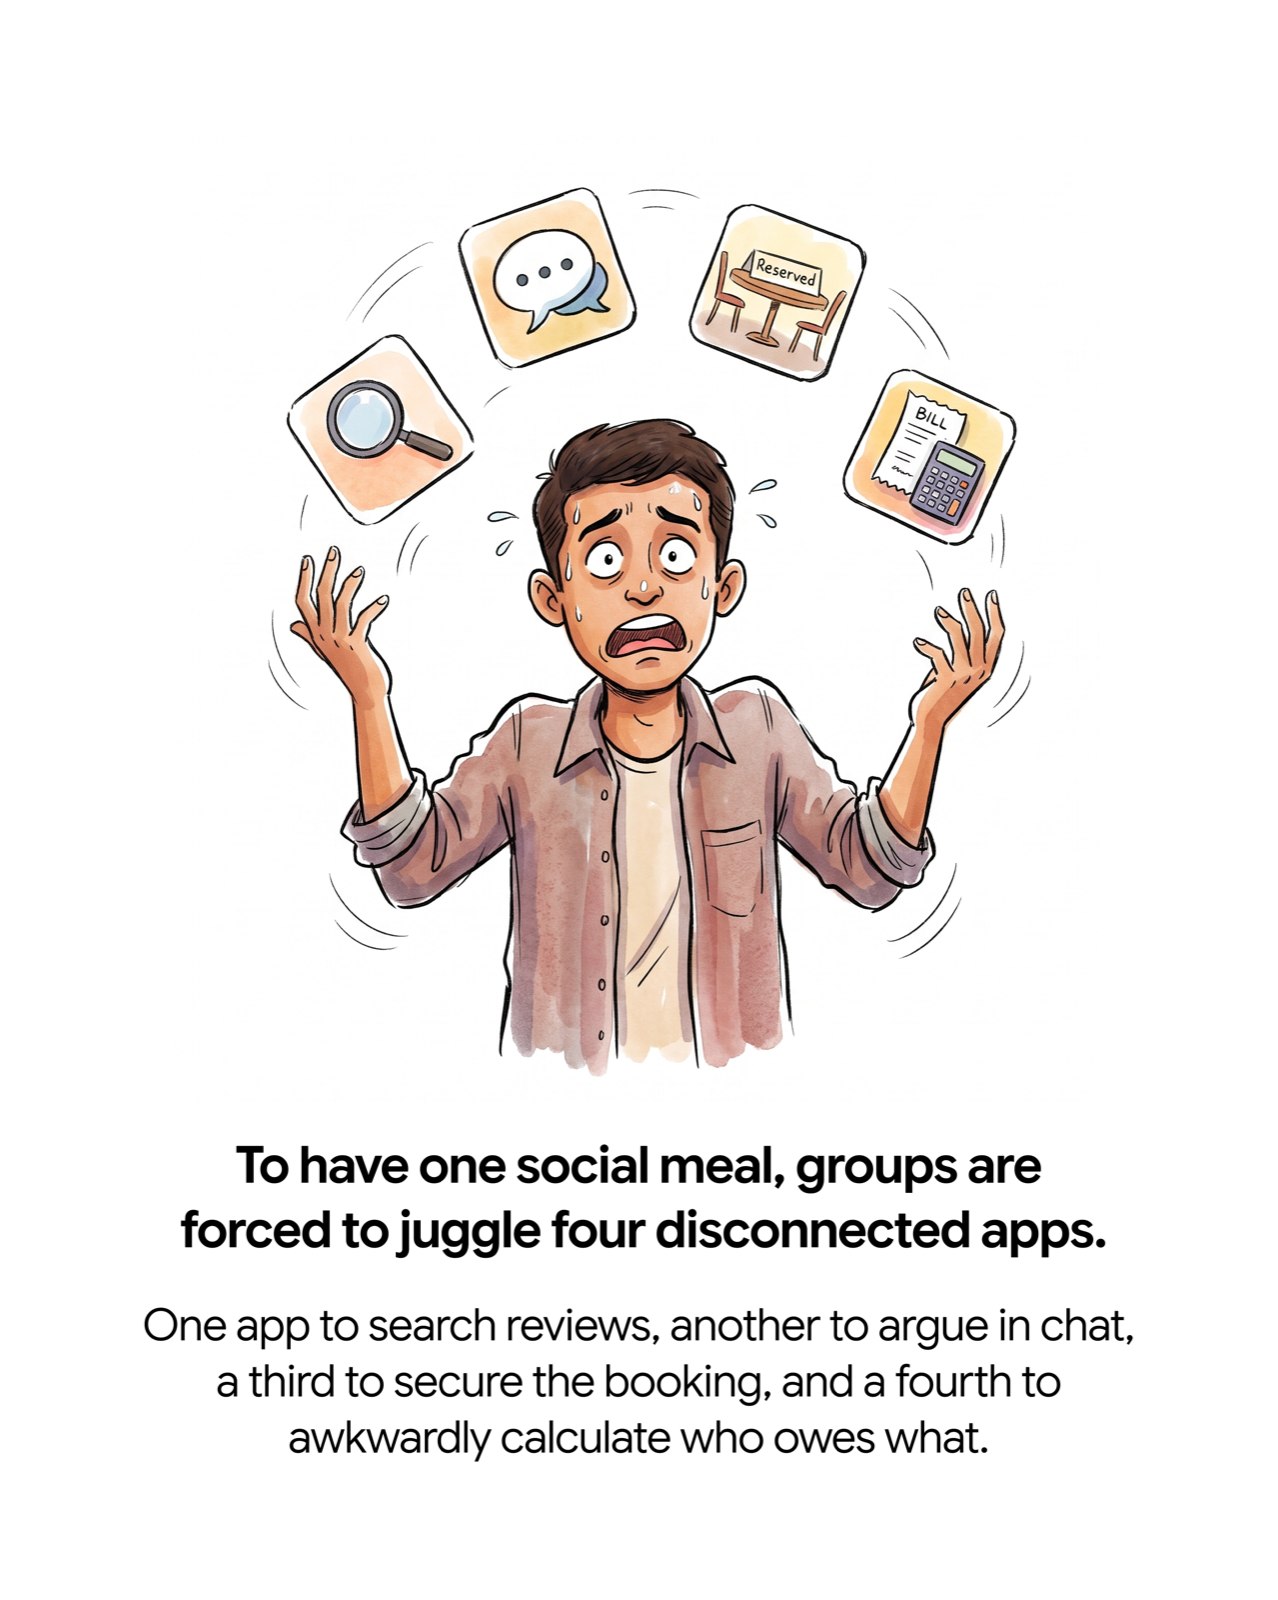 Reserved
BILL
To have one social meal, groups are
forced to juggle four disconnected apps.
One app to search reviews, another to argue in chat,
a third to secure the booking, and a fourth to
awkwardly calculate who owes what.